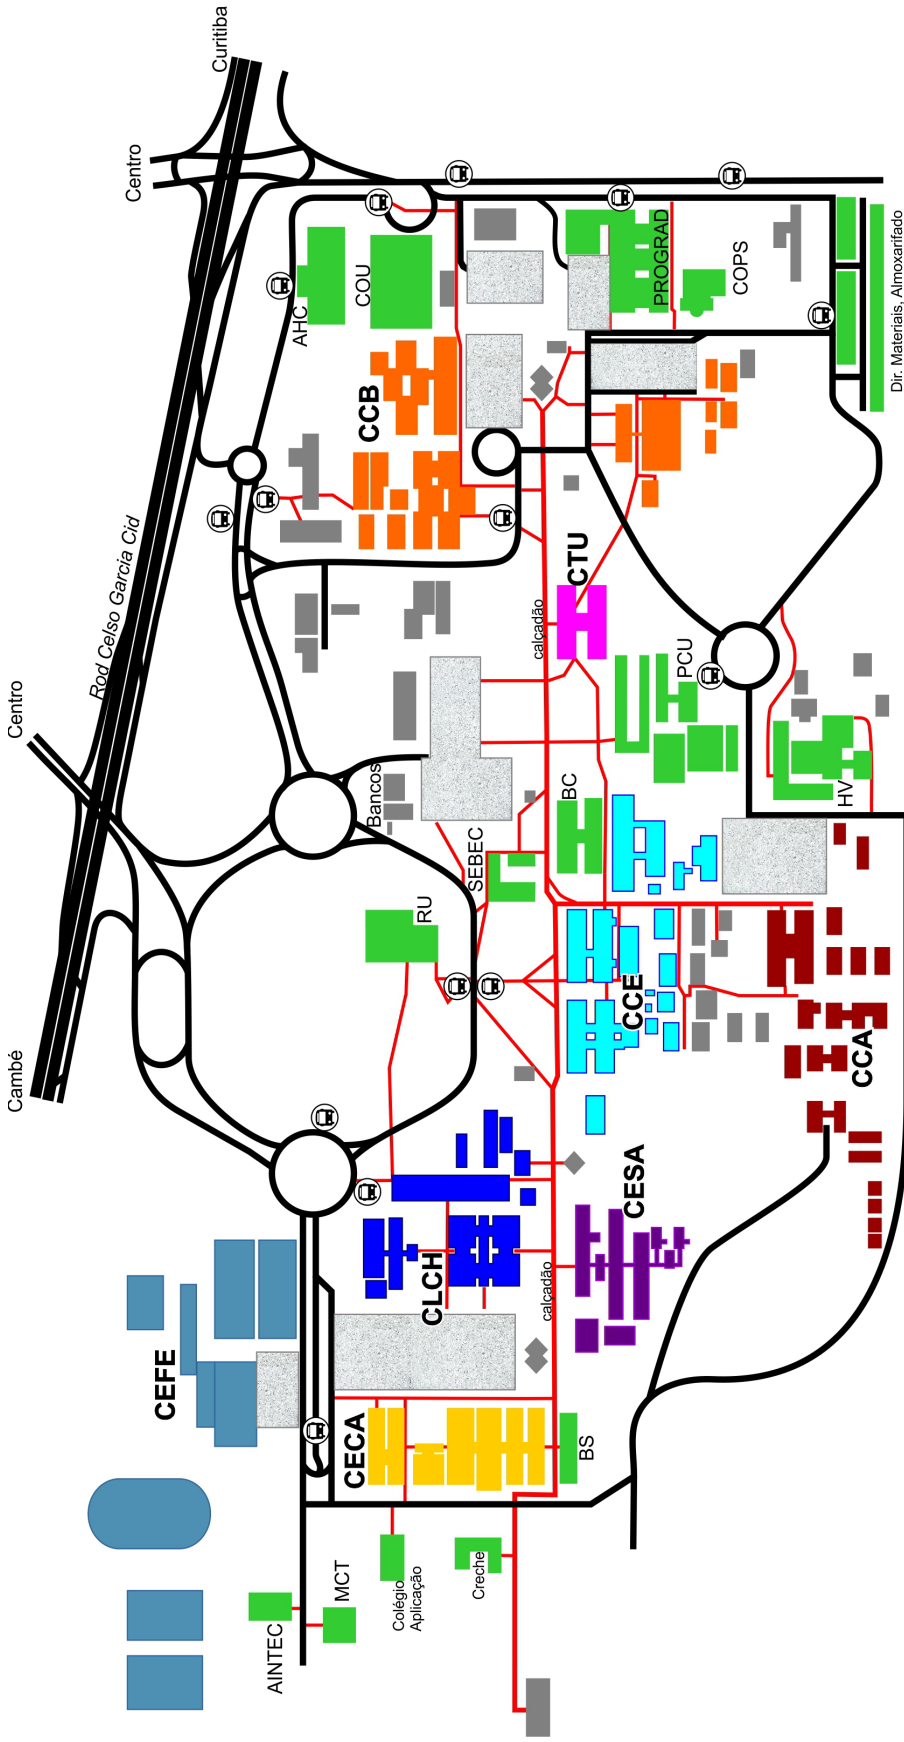 Cambé
Centro
Rod Celso Garcia Cid
Centro
Curitiba
CEFE
AINTEC
MCT
Colégio
Aplicação
Creche
CECA
BS
CLCH
calçadão
CESA
RU
SEBEC
Bancos
BC
CCE
CCA
HV
PCU
CTU
calçadão
CCB
AHC
COU
PROGRAD
COPS
Dir. Materiais, Almoxarifado